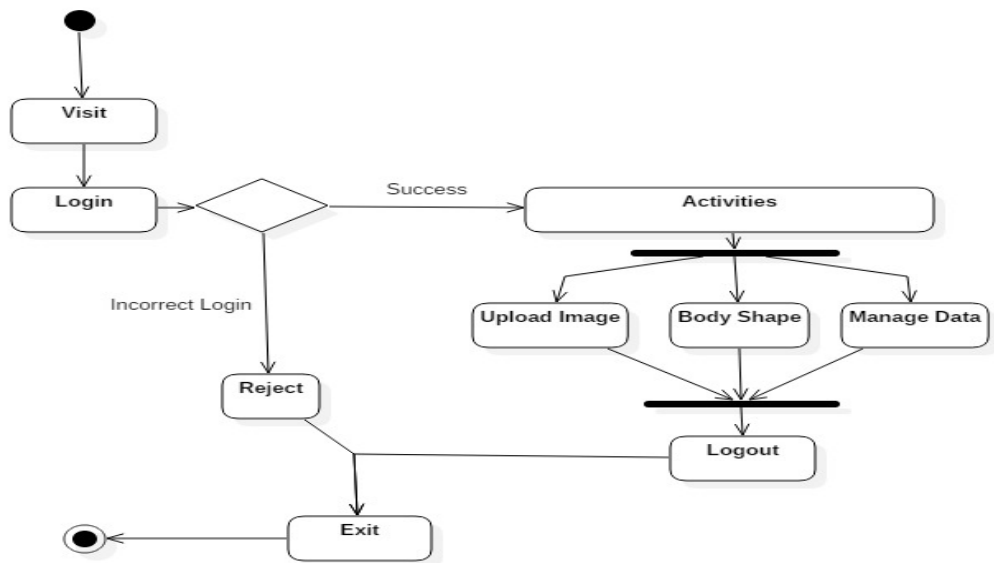 Visit
Login
Success
Activities
Incorrect Login
Upload Image
Body Shape
Manage Data
Reject
Logout
Exit